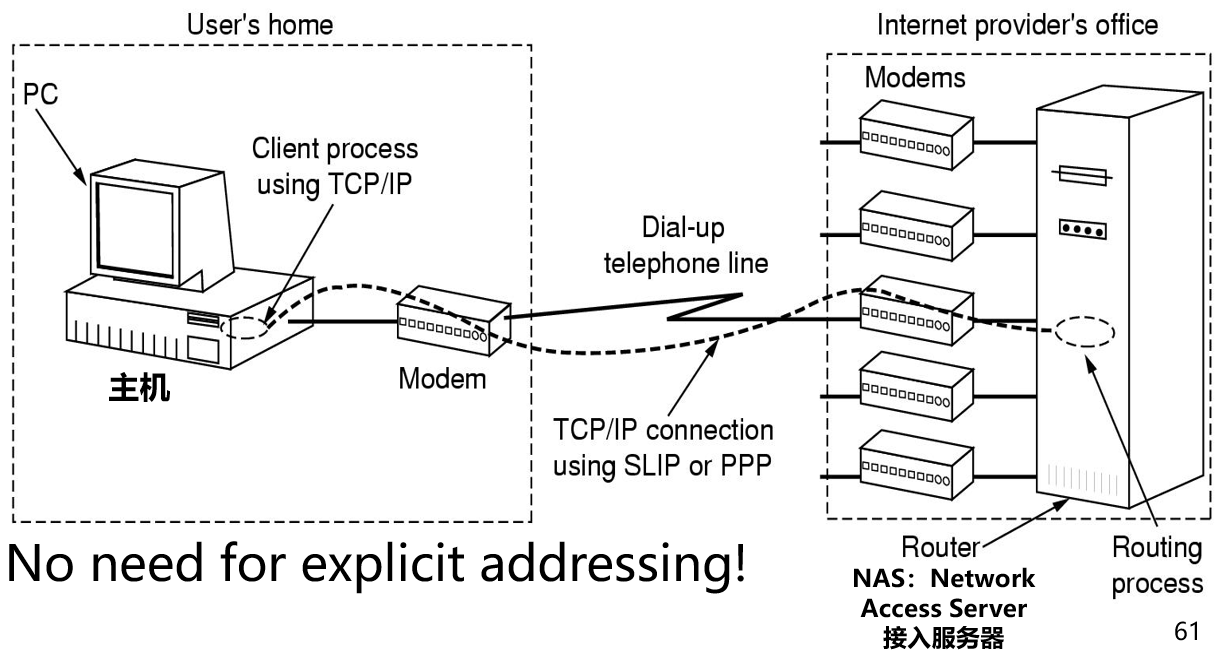 User's home
Internet provider's office
PC
Modems
Client process
using TCP/IP
Dial-up
telephone line
主机
Modem
TCP/IP connection
using SLIP or PPP
No need for explicit addressing!
Router
NAS：Network
Access Server
接入服务器
Routing
process
61